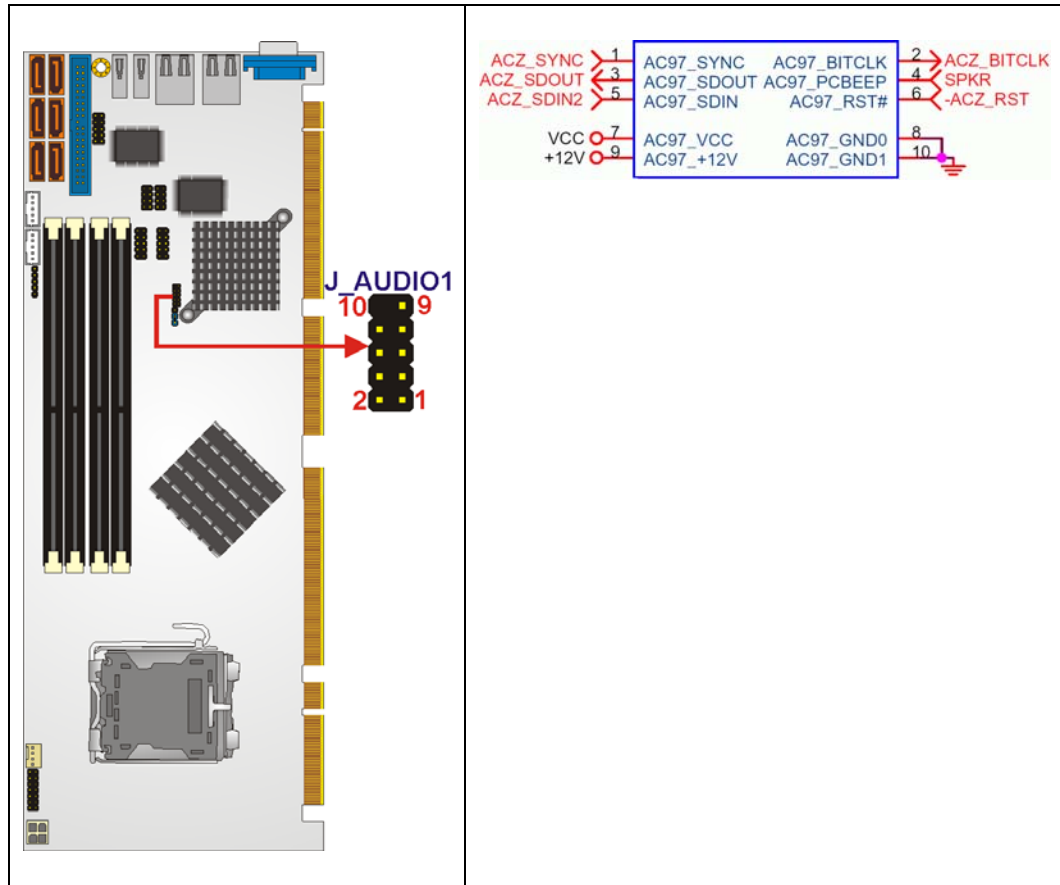 J_AUDIO1
10 9
2 1
ACZ_SYNC 1 AC97_SYNC AC97_BITCLK 2 ACZ_BITCLK
ACZ_SDOUT 3 AC97_SDOUT AC97_PCBEEP 4 SPKR
ACZ_SDIN2 5 AC97_SDIN AC97_RST# 6 -ACZ_RST
VCC 7 AC97_VCC AC97_GND0 8
+12V 9 AC97_+12V AC97_GND1 10